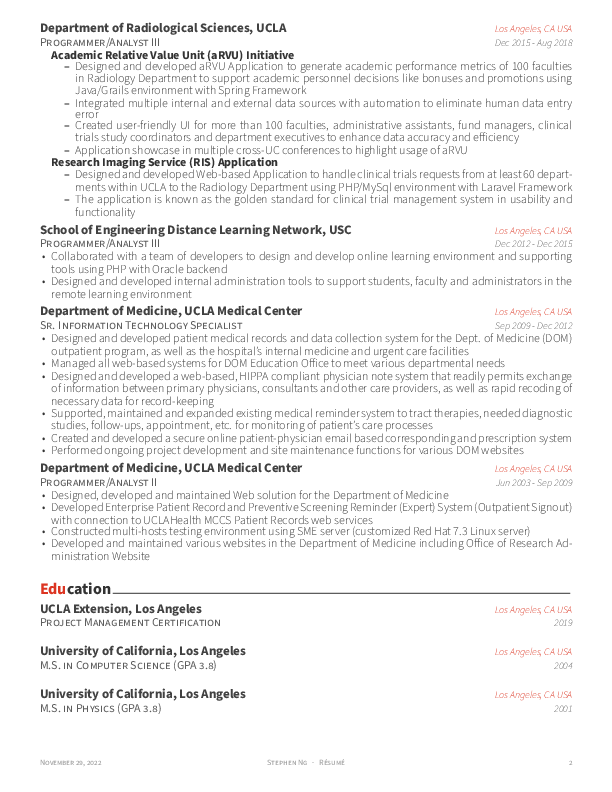 Department of Radiological Sciences, UCLA Los Angeles, CA USA
Programmer/Analyst III Dec 2015 - Aug 2018
Academic Relative Value Unit (aRVU) Initiative
– Designed and developed aRVU Application to generate academic performance metrics of 100 faculties
in Radiology Department to support academic personnel decisions like bonuses and promotions using
Java/Grails environment with Spring Framework
– Integrated multiple internal and external data sources with automation to eliminate human data entry
error
– Created user-friendly UI for more than 100 faculties, administrative assistants, fund managers, clinical
trials study coordinators and department executives to enhance data accuracy and efficiency
– Application showcase in multiple cross-UC conferences to highlight usage of aRVU
Research Imaging Service (RIS) Application
– Designed and developed Web-based Application to handle clinical trials requests from at least 60 depart-
ments within UCLA to the Radiology Department using PHP/MySql environment with Laravel Framework
– The application is known as the golden standard for clinical trial management system in usability and
functionality
School of Engineering Distance Learning Network, USC Los Angeles, CA USA
Programmer/Analyst III Dec 2012 - Dec 2015
• Collaborated with a team of developers to design and develop online learning environment and supporting
tools using PHP with Oracle backend
• Designed and developed internal administration tools to support students, faculty and administrators in the
remote learning environment
Department of Medicine, UCLA Medical Center Los Angeles, CA USA
Sr. Information Technology Specialist Sep 2009 - Dec 2012
• Designed and developed patient medical records and data collection system for the Dept. of Medicine (DOM)
outpatient program, as well as the hospital's internal medicine and urgent care facilities
• Managed all web-based systems for DOM Education Office to meet various departmental needs
• Designed and developed a web-based, HIPPA compliant physician note system that readily permits exchange
of information between primary physicians, consultants and other care providers, as well as rapid recoding of
necessary data for record-keeping
• Supported, maintained and expanded existing medical reminder system to tract therapies, needed diagnostic
studies, follow-ups, appointment, etc. for monitoring of patient's care processes
• Created and developed a secure online patient-physician email based corresponding and prescription system
• Performed ongoing project development and site maintenance functions for various DOM websites
Department of Medicine, UCLA Medical Center Los Angeles, CA USA
Programmer/Analyst II Jun 2003 - Sep 2009
• Designed, developed and maintained Web solution for the Department of Medicine
• Developed Enterprise Patient Record and Preventive Screening Reminder (Expert) System (Outpatient Signout)
with connection to UCLAHealth MCCS Patient Records web services
• Constructed multi-hosts testing environment using SME server (customized Red Hat 7.3 Linux server)
• Developed and maintained various websites in the Department of Medicine including Office of Research Ad-
ministration Website
Education
UCLA Extension, Los Angeles Los Angeles, CA USA
Project Management Certification 2019
University of California, Los Angeles Los Angeles, CA USA
M.S. in Computer Science (GPA 3.8) 2004
University of California, Los Angeles Los Angeles, CA USA
M.S. in Physics (GPA 3.8) 2001
November 29, 2022 Stephen Ng · Résumé 2